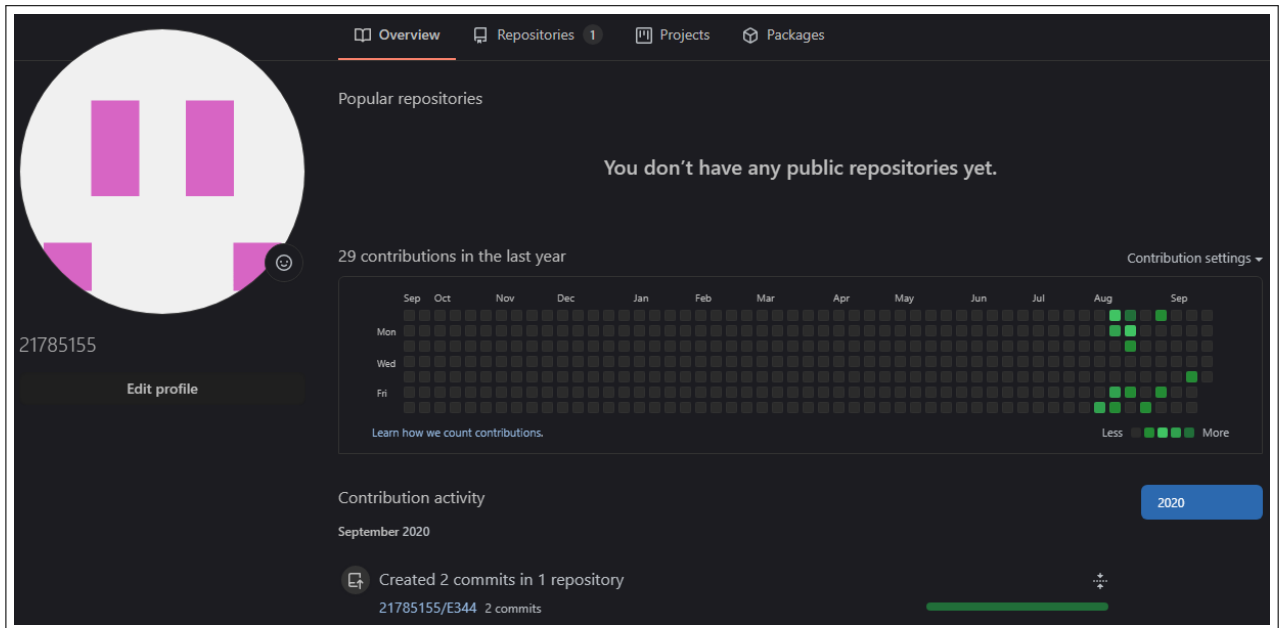 Overview Repositories 1 Projects Packages
Popular repositories
You don’t have any public repositories yet.
29 contributions in the last year
Contribution settings
Sep Oct Nov Dec Jan Feb Mar Apr May Jun Jul Aug Sep
Mon
Wed
Fri
Learn how we count contributions.
Less More
21785155
Edit profile
Contribution activity
2020
September 2020
Created 2 commits in 1 repository
21785155/E344 2 commits